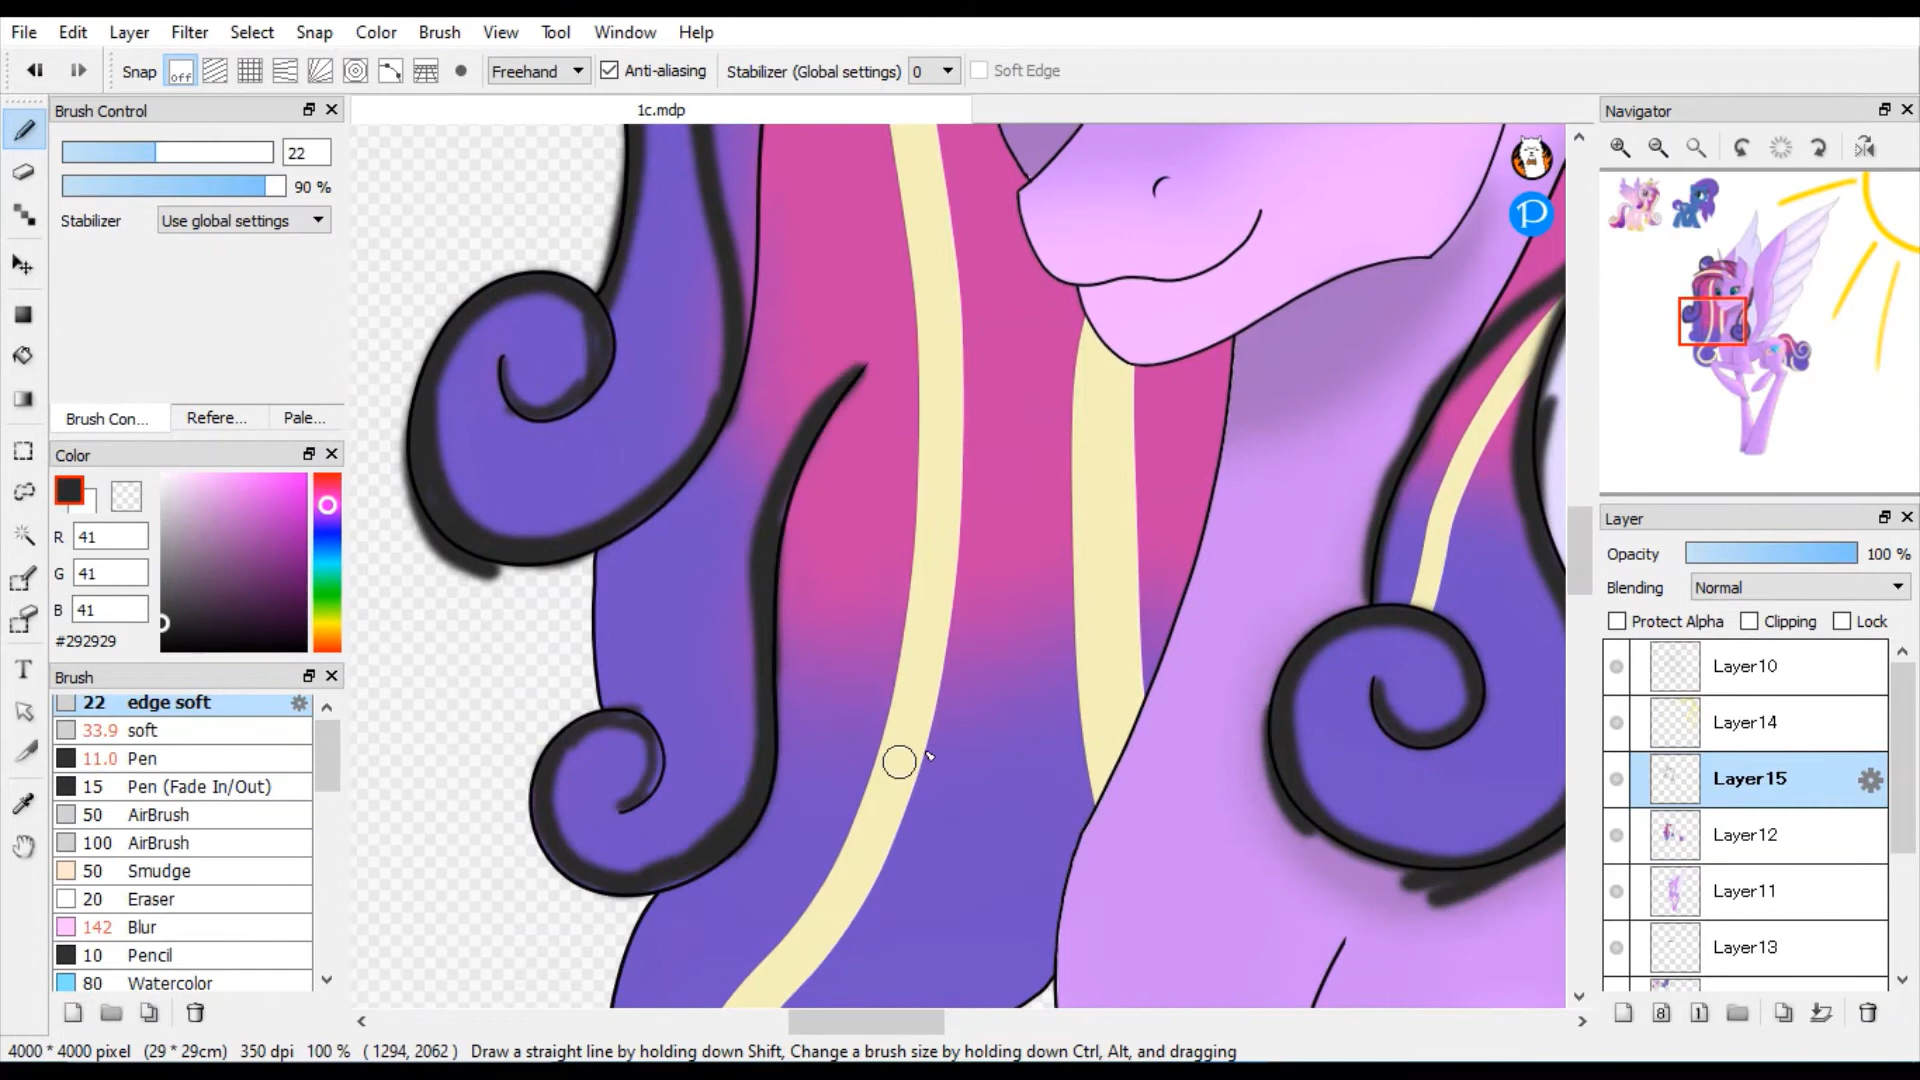 File Edit Layer Filter Select Snap Color Brush View Tool Window Help
Snap off Freehand Anti-aliasing Stabilizer (Global settings) 0 Soft Edge
Brush Control
22
90 %
Stabilizer Use global settings
Brush Con... Refere... Pale...
Color
R 41
G 41
B 41
#292929
Brush
22 edge soft
33.9 soft
11.0 Pen
15 Pen (Fade In/Out)
50 AirBrush
100 AirBrush
50 Smudge
20 Eraser
142 Blur
10 Pencil
80 Watercolor
1c.mdp
P
Navigator
Layer
Opacity 100 %
Blending Normal
Protect Alpha Clipping Lock
Layer10
Layer14
Layer15
Layer12
Layer11
Layer13
8 1
4000 * 4000 pixel (29 * 29cm) 350 dpi 100 % ( 1294, 2062 ) Draw a straight line by holding down Shift, Change a brush size by holding down Ctrl, Alt, and dragging